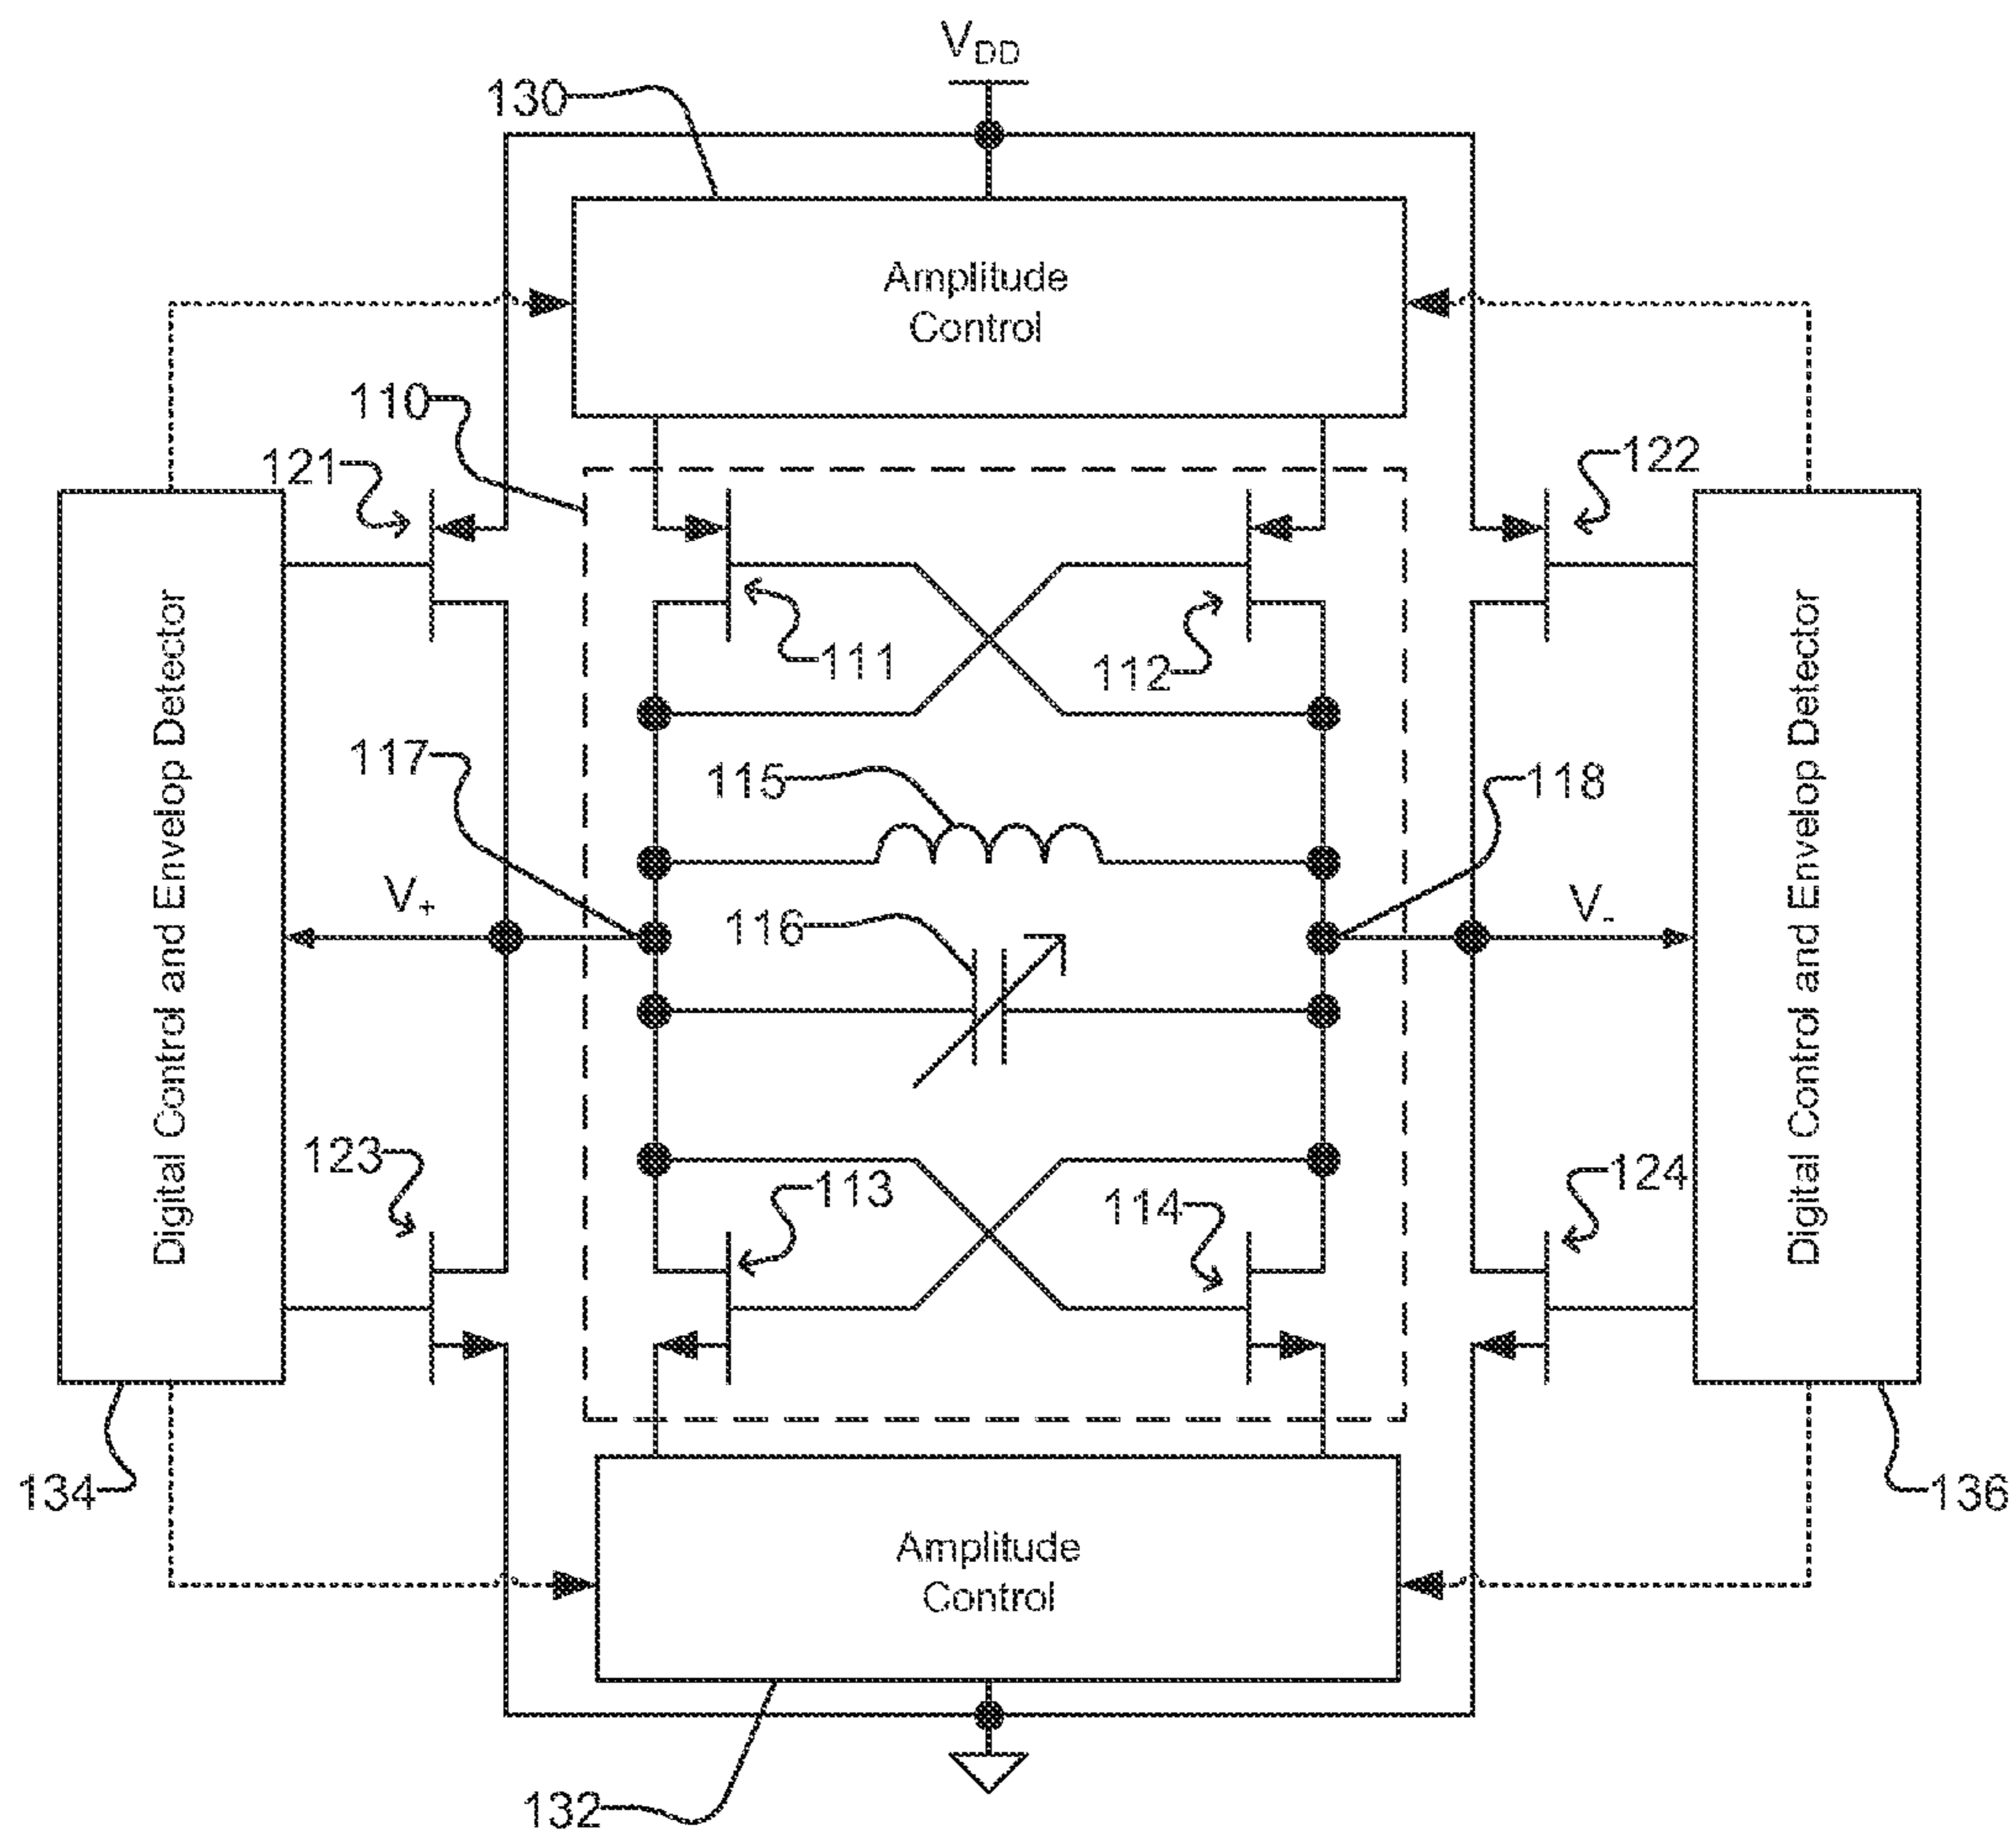 VDD
130
Amplitude
Control
110
121
122
111
112
117
115
118
V+
116
V-
Digital Control and Envelop Detector
Digital Control and Envelop Detector
123
113
114
124
134
136
Amplitude
Control
132